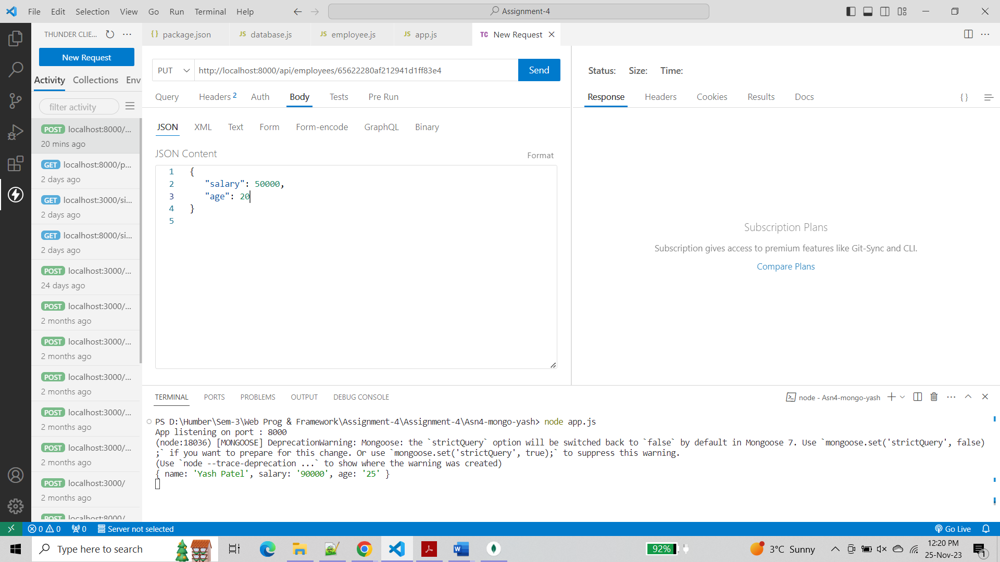 File Edit Selection View Go Run Terminal Help
Assignment-4
THUNDER CLIE...
New Request
Activity Collections Env
filter activity
POST localhost:8000/...
20 mins ago
GET localhost:8000/p...
2 days ago
GET localhost:3000/si...
2 days ago
GET localhost:8000/si...
2 days ago
POST localhost:3000/...
24 days ago
POST localhost:3000/...
2 months ago
POST localhost:3000/...
2 months ago
POST localhost:3000/...
2 months ago
POST localhost:3000/...
2 months ago
POST localhost:3000/...
2 months ago
POST localhost:3000/
2 months ago
POST localhost:8000/
{} package.json
JS database.js
JS employee.js
JS app.js
TC New Request
PUT http://localhost:8000/api/employees/65622280af212941d1ff83e4 Send
Query Headers 2 Auth Body Tests Pre Run
JSON XML Text Form Form-encode GraphQL Binary
JSON Content
Format
1 {
2 "salary": 50000,
3 "age": 20
4 }
5
Status: Size: Time:
Response Headers Cookies Results Docs
{ }
Subscription Plans
Subscription gives access to premium features like Git-Sync and CLI.
Compare Plans
TERMINAL PORTS PROBLEMS OUTPUT DEBUG CONSOLE
node - Asn4-mongo-yash
PS D:\Humber\Sem-3\Web Prog & Framework\Assignment-4\Assignment-4\Asn4-mongo-yash> node app.js
App listening on port : 8000
(node:18036) [MONGOOSE] DeprecationWarning: Mongoose: the `strictQuery` option will be switched back to `false` by default in Mongoose 7. Use `mongoose.set('strictQuery', false)
;` if you want to prepare for this change. Or use `mongoose.set('strictQuery', true);` to suppress this warning.
(Use `node --trace-deprecation ...` to show where the warning was created)
{ name: 'Yash Patel', salary: '90000', age: '25' }
0 0 0 Server not selected
Go Live
Type here to search
92%
3°C Sunny
12:20 PM
25-Nov-23
1